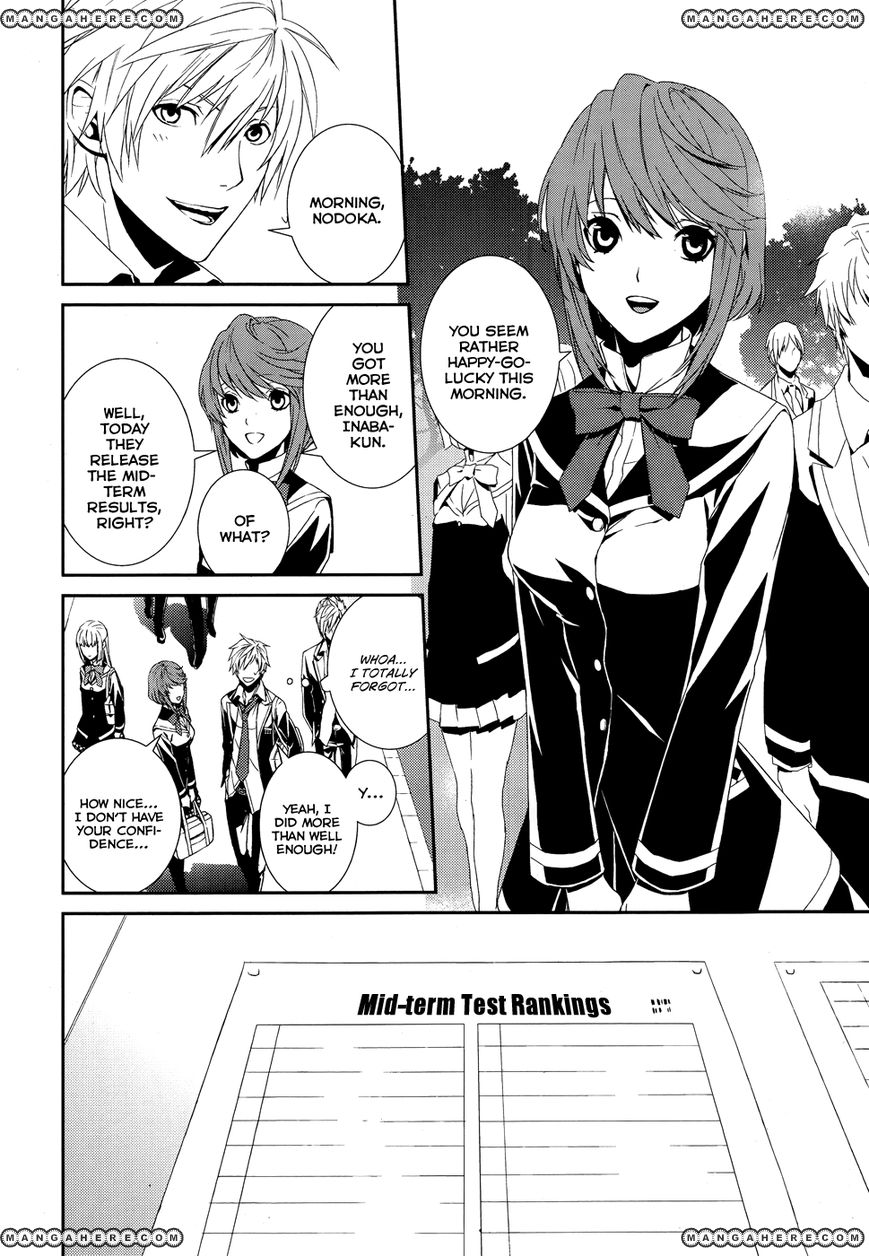 MANGAHERE.COM
MANGAHERE.COM
MORNING,
NODOKA.
YOU SEEM
RATHER
HAPPY-GO-
LUCKY THIS
MORNING.
YOU
GOT
MORE
THAN
ENOUGH,
INABA-
KUN.
OF
WHAT?
WELL,
TODAY
THEY
RELEASE
THE MID-
TERM
RESULTS,
RIGHT?
WHOA...
I TOTALLY
FORGOT...
Y...
YEAH, I
DID MORE
THAN WELL
ENOUGH!
HOW NICE...
I DON'T HAVE
YOUR CONFI-
DENCE...
Mid-term Test Rankings
MANGAHERE.COM
MANGAHERE.COM